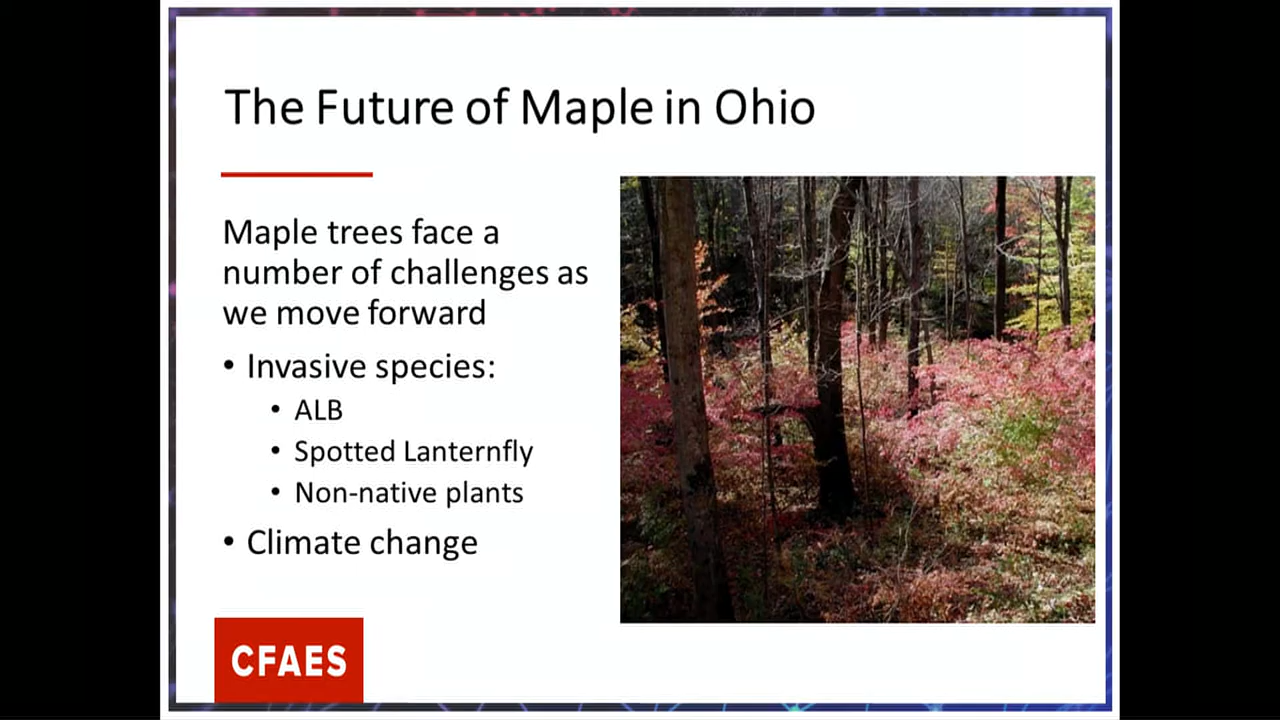 The Future of Maple in Ohio
Maple trees face a
number of challenges as
we move forward
• Invasive species:
• ALB
• Spotted Lanternfly
• Non-native plants
• Climate change
CFAES